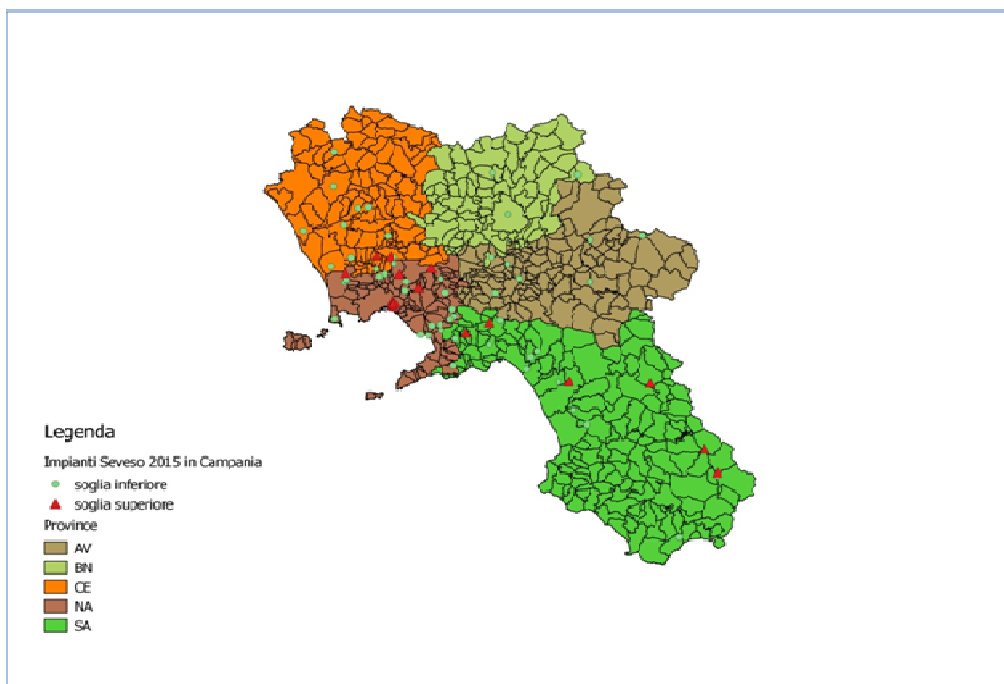 Legenda
Impianti Seveso 2015 in Campania
soglia inferiore
soglia superiore
Province
AV
BN
CE
NA
SA